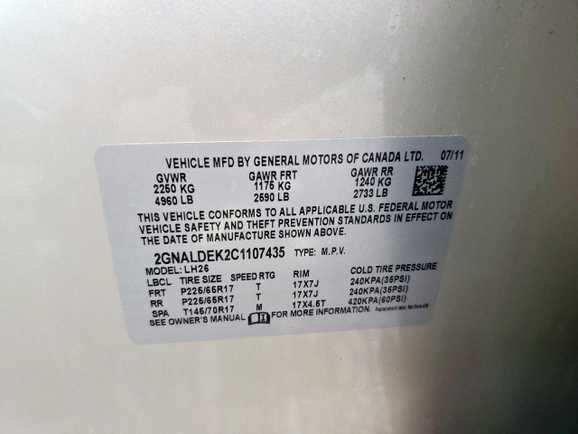 VEHICLE MFD BY GENERAL MOTORS OF CANADA LTD. 07/11
GVWR GAWR FRT GAWR RR
2250 KG 1175 KG 1240 KG
4960 LB 2590 LB 2733 LB
THIS VEHICLE CONFORMS TO ALL APPLICABLE U.S. FEDERAL MOTOR
VEHICLE SAFETY AND THEFT PREVENTION STANDARDS IN EFFECT ON
THE DATE OF MANUFACTURE SHOWN ABOVE.
2GNALDEK2C1107435 TYPE: M.P.V.
MODEL: LH26
LBCL TIRE SIZE SPEED RTG RIM COLD TIRE PRESSURE
FRT P225/65R17 T 17X7J 240KPA(35PSI)
RR P225/65R17 T 17X7J 240KPA(35PSI)
SPA T145/70R17 M 17X4.5T 420KPA(60PSI)
SEE OWNER'S MANUAL FOR MORE INFORMATION.